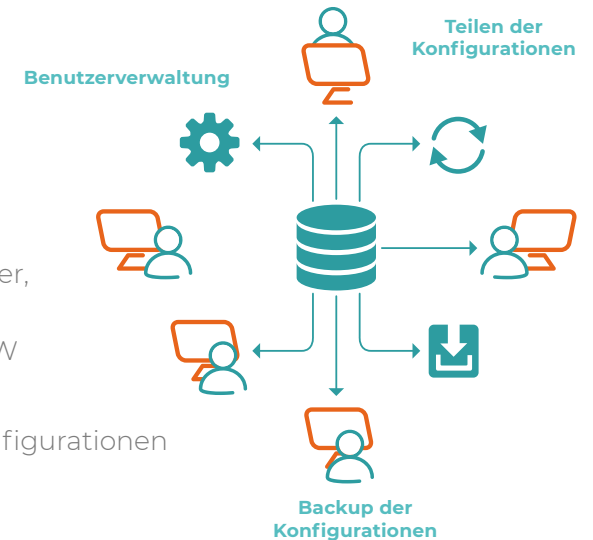 Teilen der
Konfigurationen
Benutzerverwaltung
er,
W
figurationen
Backup der
Konfigurationen